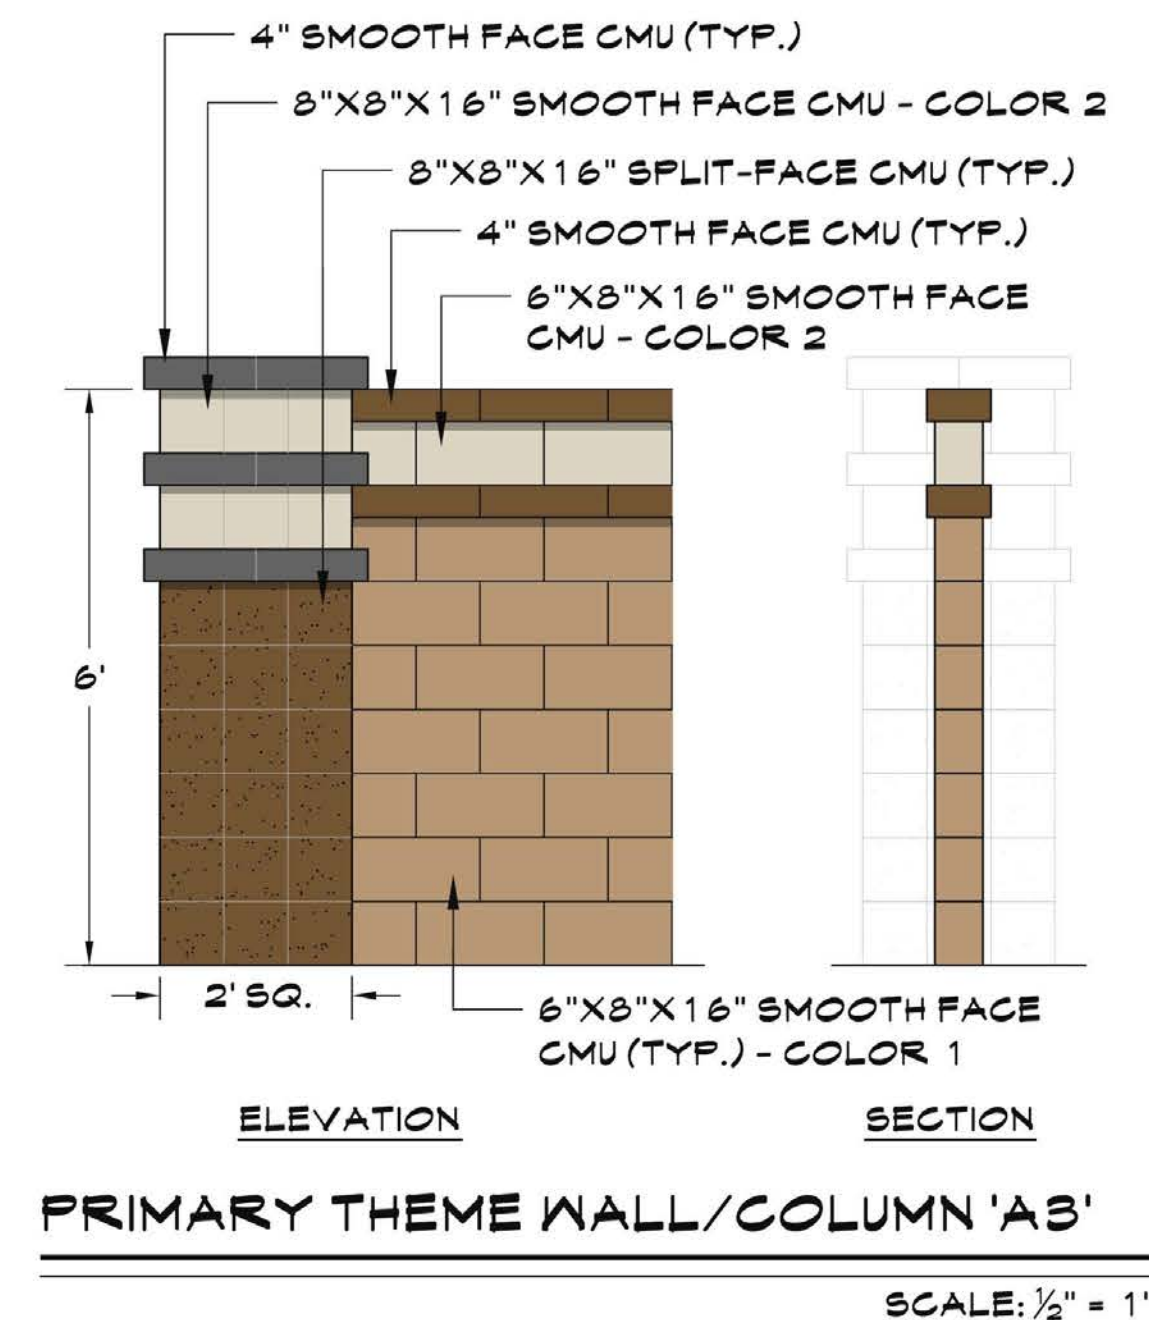 4" SMOOTH FACE CMU (TYP.)
8"X8"X16" SMOOTH FACE CMU - COLOR 2
8"X8"X16" SPLIT-FACE CMU (TYP.)
4" SMOOTH FACE CMU (TYP.)
6"X8"X16" SMOOTH FACE
CMU - COLOR 2
6'
2' SQ.
6"X8"X16" SMOOTH FACE
CMU (TYP.) - COLOR 1
ELEVATION
SECTION
PRIMARY THEME WALL/COLUMN 'A3'
SCALE: ½" = 1'